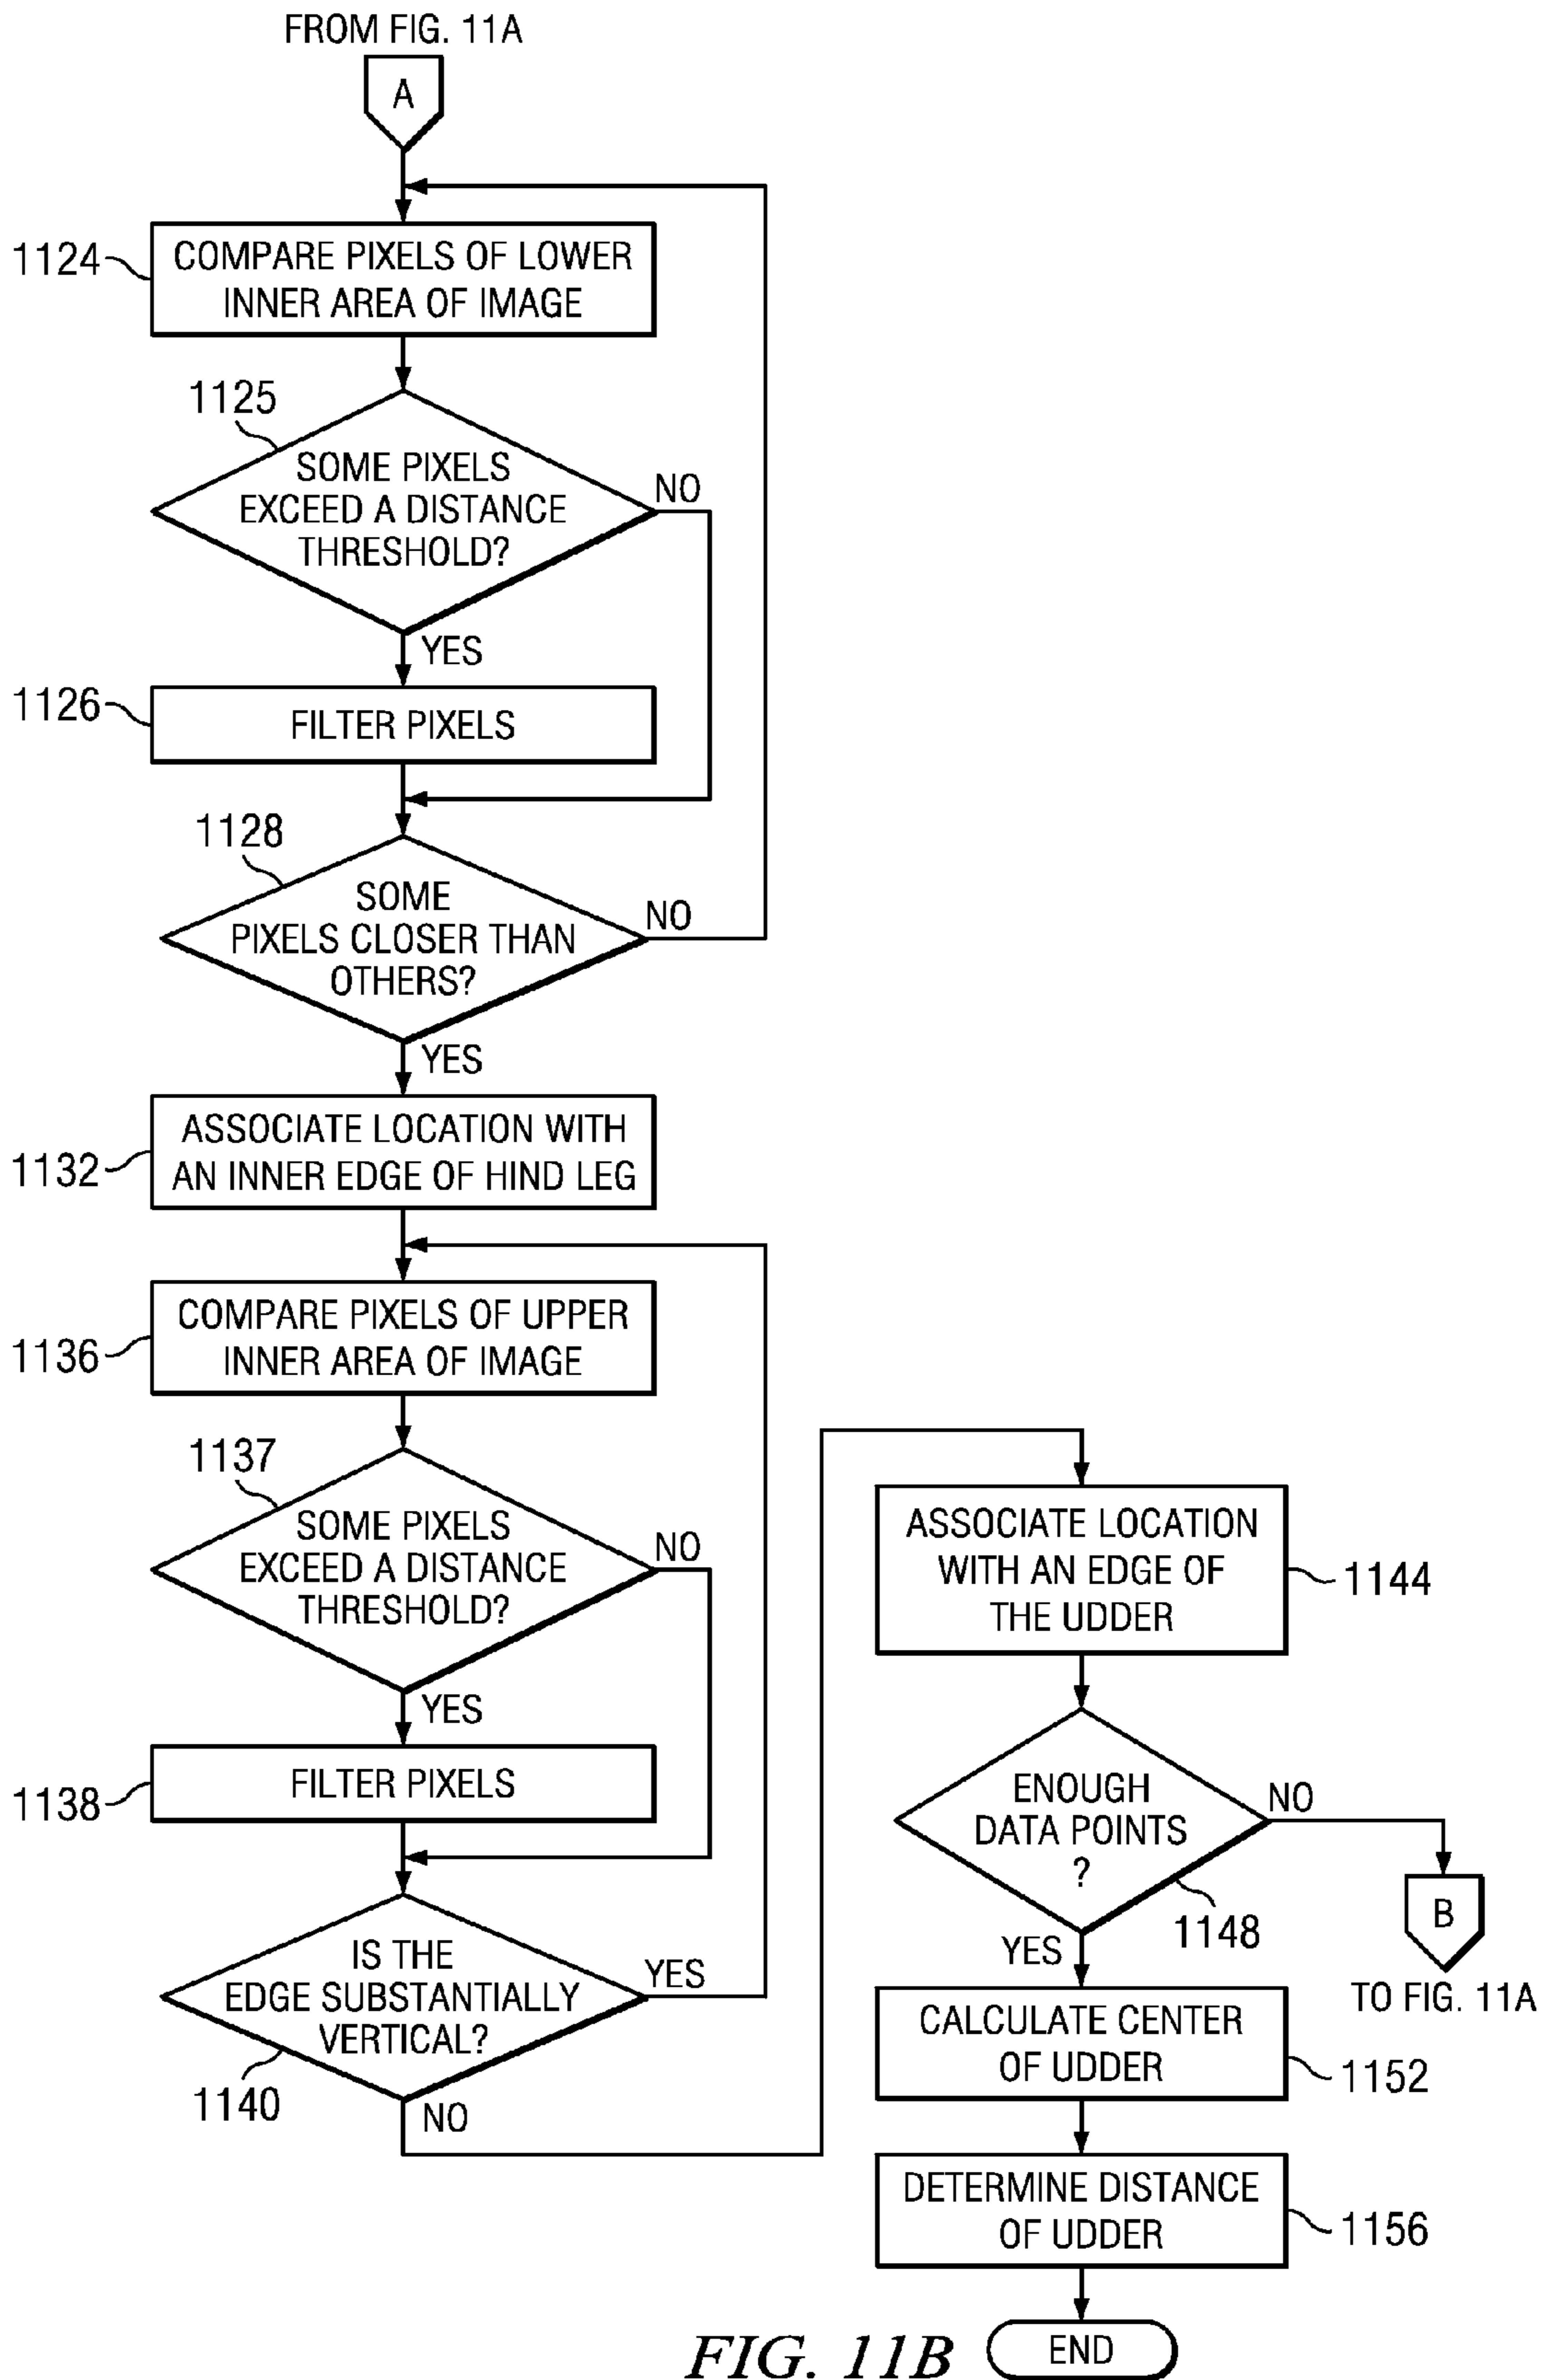 FROM FIG. 11A
A
1124
COMPARE PIXELS OF LOWER
INNER AREA OF IMAGE
1125
SOME PIXELS
EXCEED A DISTANCE
THRESHOLD?
NO
YES
1126
FILTER PIXELS
1128
SOME
PIXELS CLOSER THAN
OTHERS?
NO
YES
1132
ASSOCIATE LOCATION WITH
AN INNER EDGE OF HIND LEG
1136
COMPARE PIXELS OF UPPER
INNER AREA OF IMAGE
1137
SOME PIXELS
EXCEED A DISTANCE
THRESHOLD?
NO
YES
1138
FILTER PIXELS
IS THE
EDGE SUBSTANTIALLY
VERTICAL?
YES
1140
NO
ASSOCIATE LOCATION
WITH AN EDGE OF
THE UDDER
1144
ENOUGH
DATA POINTS
?
NO
1148
YES
B
TO FIG. 11A
CALCULATE CENTER
OF UDDER
1152
DETERMINE DISTANCE
OF UDDER
1156
END
FIG. 11B